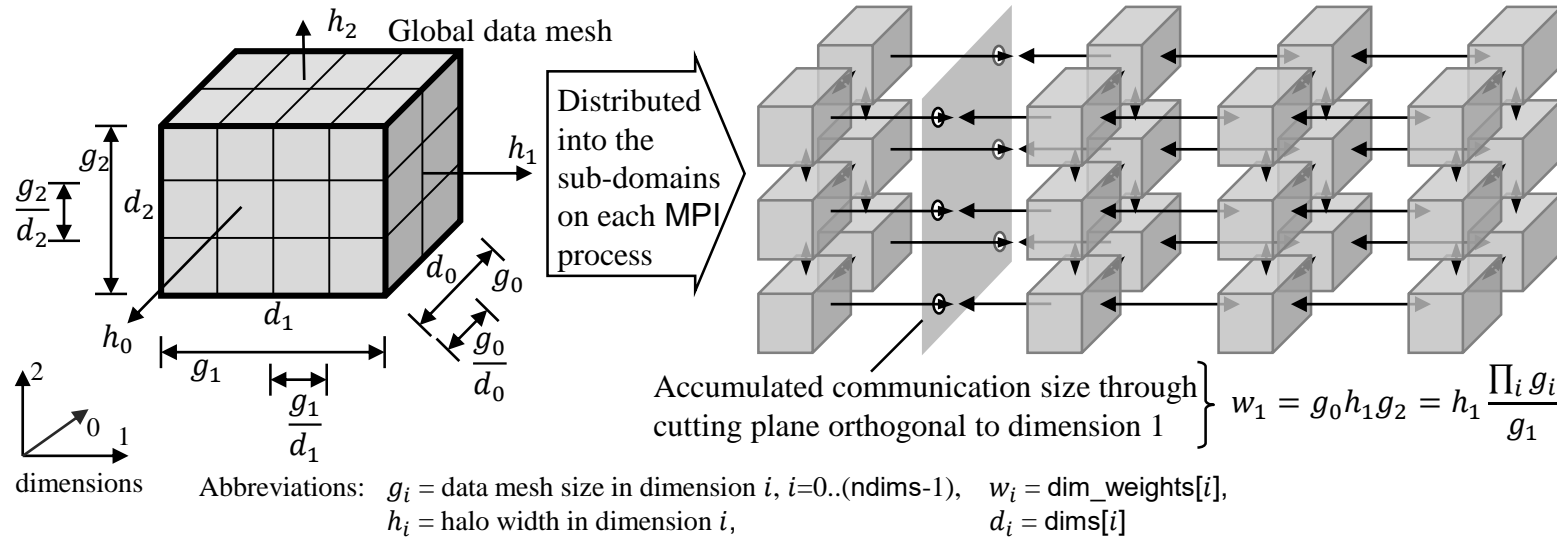 h₂
Global data mesh
g₂
d₂
g₂/d₂
h₁
h₀
d₁
g₁
g₁/d₁
d₀
g₀
g₀/d₀
2
0
1
dimensions
Distributed
into the
sub-domains
on each MPI
process
Accumulated communication size through
cutting plane orthogonal to dimension 1
w₁ = g₀h₁g₂ = h₁ ∏ᵢ gᵢ / g₁
Abbreviations: gᵢ = data mesh size in dimension i, i=0..(ndims-1), wᵢ = dim_weights[i],
hᵢ = halo width in dimension i, dᵢ = dims[i]